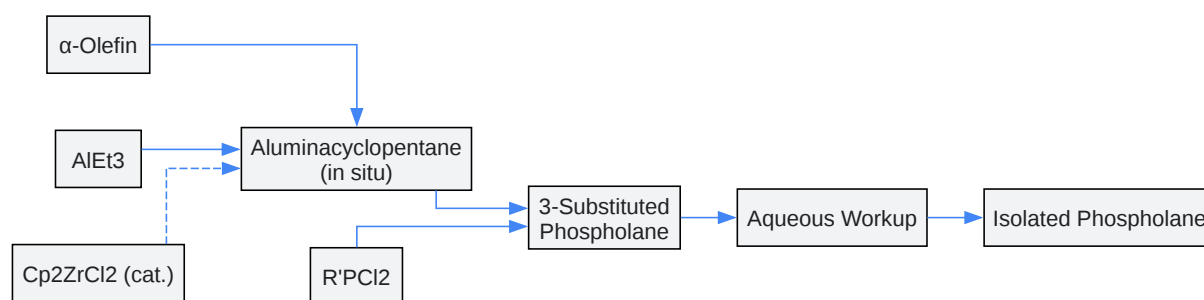 α-Olefin
AlEt3
Aluminacyclopentane
(in situ)
Cp2ZrCl2 (cat.)
R'PCl2
3-Substituted
Phospholane
Aqueous Workup
Isolated Phospholane